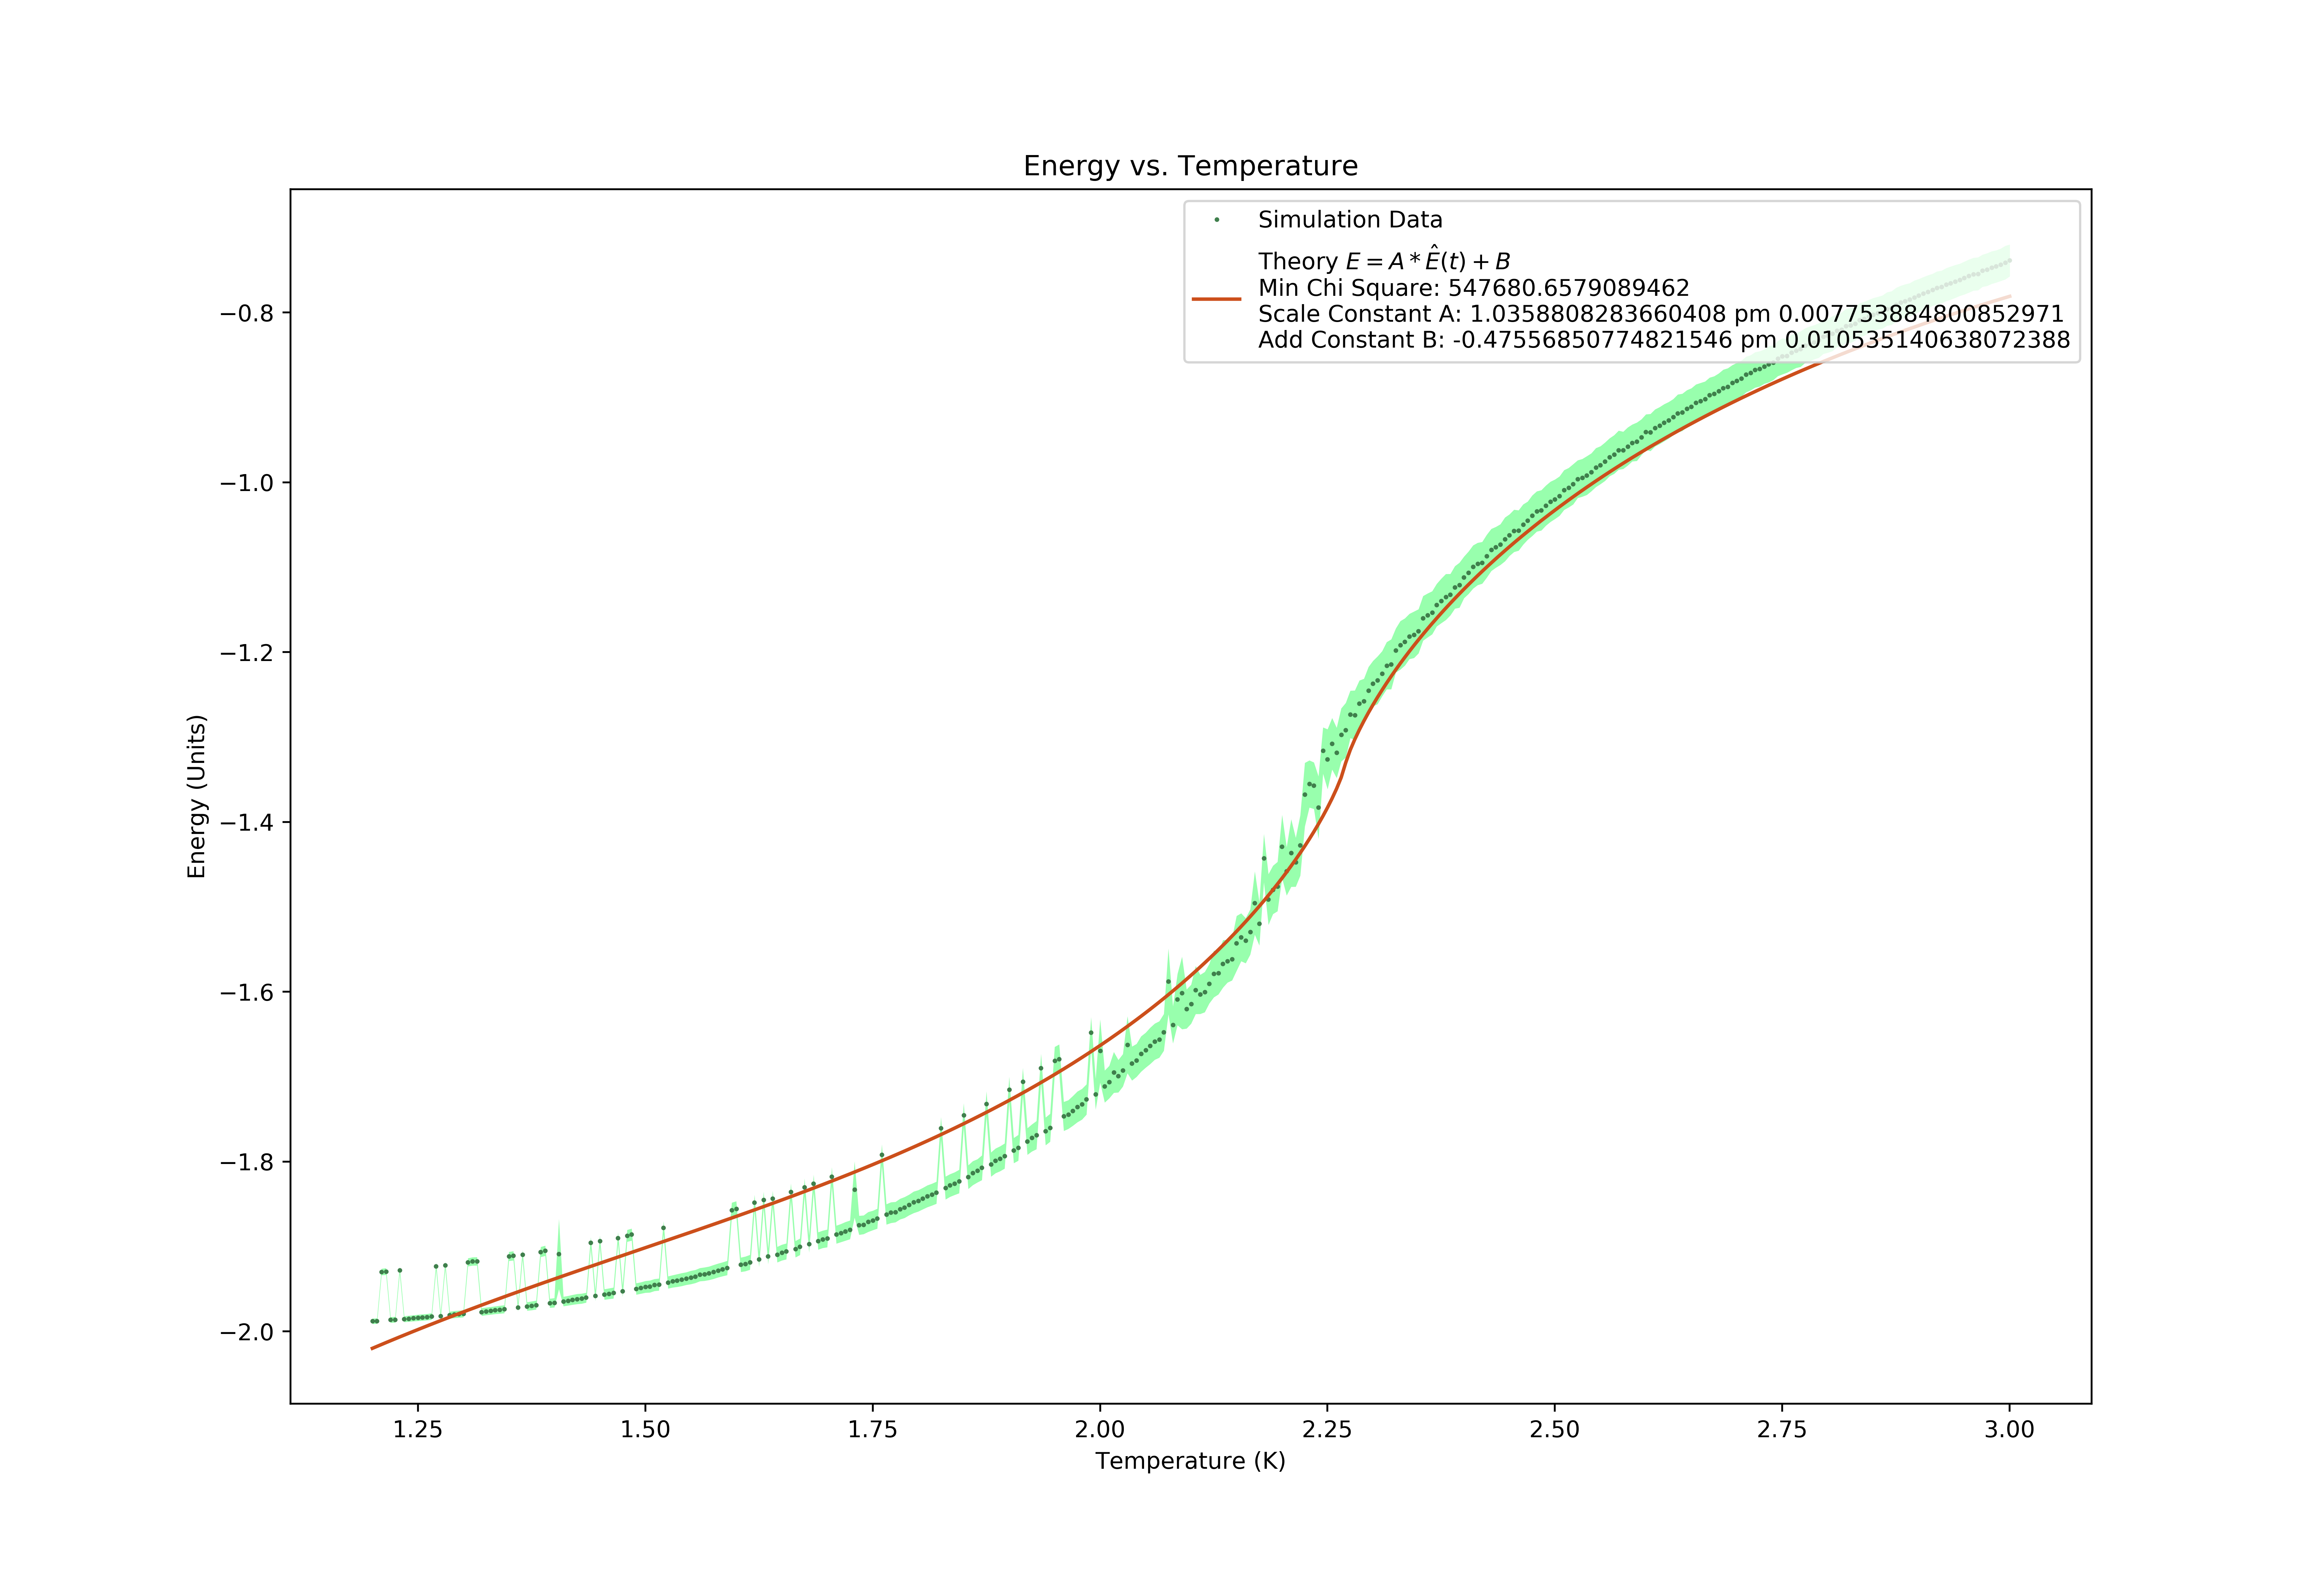 Energy vs. Temperature
Simulation Data
Theory E = A * Ê(t) + B
Min Chi Square: 547680.6579089462
Scale Constant A: 1.0358808283660408 pm 0.007753884800852971
Add Constant B: -0.47556850774821546 pm 0.010535140638072388
−0.8
−1.0
−1.2
−1.4
−1.6
−1.8
−2.0
Energy (Units)
1.25 1.50 1.75 2.00 2.25 2.50 2.75 3.00
Temperature (K)